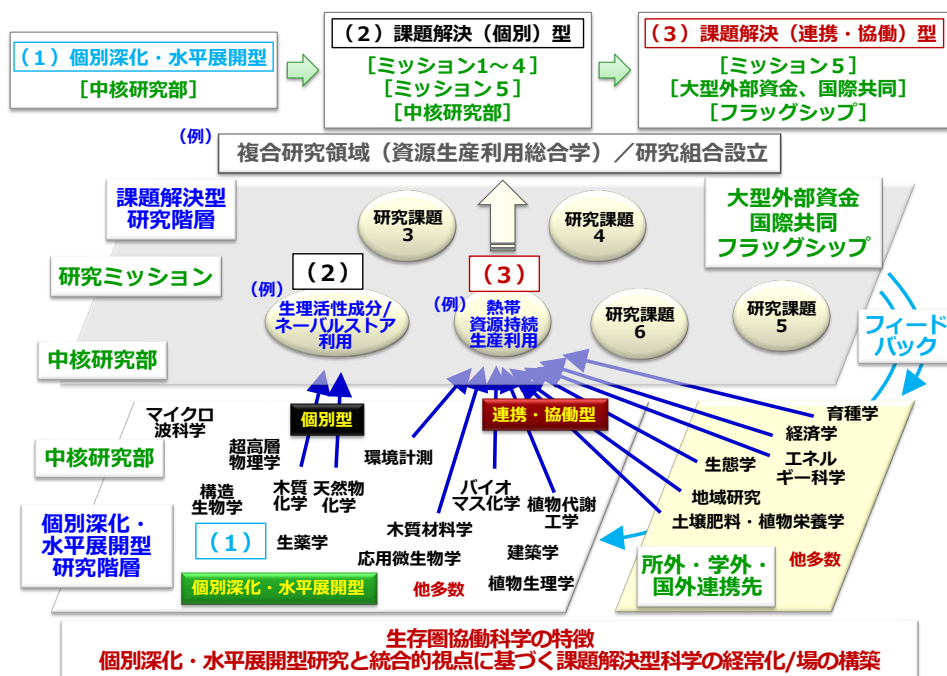 (1)個別深化・水平展開型
[中核研究部]
(2)課題解決(個別)型
[ミッション1～4]
[ミッション5]
[中核研究部]
(3)課題解決(連携・協働)型
[ミッション5]
[大型外部資金、国際共同]
[フラッグシップ]
(例)
複合研究領域(資源生産利用総合学)／研究組合設立
課題解決型
研究階層
研究課題
3
研究課題
4
大型外部資金
国際共同
フラッグシップ
研究ミッション
(2)
(3)
(例)
生理活性成分/
ネーバルストア
利用
(例)
熱帯
資源持続
生産利用
研究課題
6
研究課題
5
フィード
バック
中核研究部
マイクロ
波科学
個別型
連携・協働型
育種学
経済学
超高層
物理学
環境計測
中核研究部
生態学
エネル
ギー科学
構造
生物学
木質
化学
天然物
化学
バイオ
マス化学
植物代謝
工学
地域研究
土壌肥料・植物栄養学
木質材料学
個別深化・
水平展開型
研究階層
(1)
生薬学
応用微生物学
建築学
所外・学外・
国外連携先
他多数
個別深化・水平展開型
他多数
植物生理学
生存圏協働科学の特徴
個別深化・水平展開型研究と統合的視点に基づく課題解決型科学の経常化/場の構築